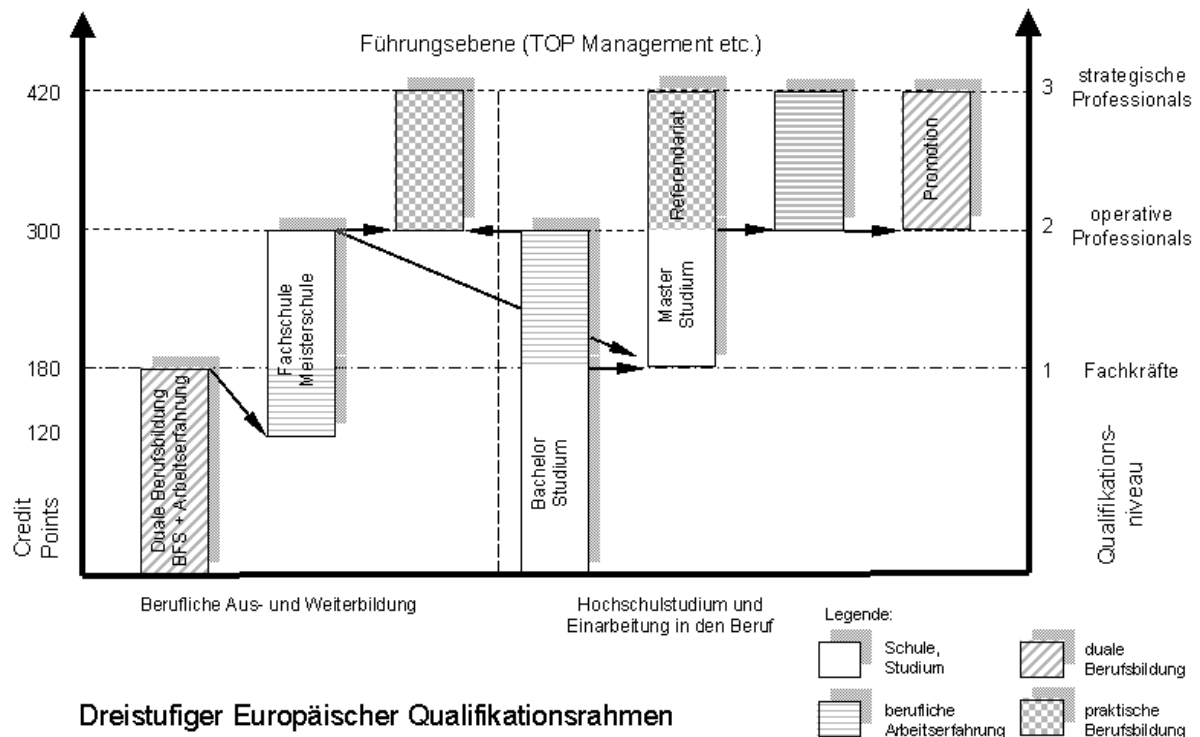 Führungsebene (TOP Management etc.)
420
300
180
120
Credit
Points
3
2
1
strategische
Professionals
operative
Professionals
Fachkräfte
Qualifikations-
niveau
Duale Berufsbildung
BFS + Arbeitserfahrung
Fachschule
Meisterschule
Bachelor
Studium
Master
Studium
Referendariat
Promotion
Berufliche Aus- und Weiterbildung
Hochschulstudium und
Einarbeitung in den Beruf
Legende:
Schule,
Studium
duale
Berufsbildung
berufliche
Arbeitserfahrung
praktische
Berufsbildung
Dreistufiger Europäischer Qualifikationsrahmen